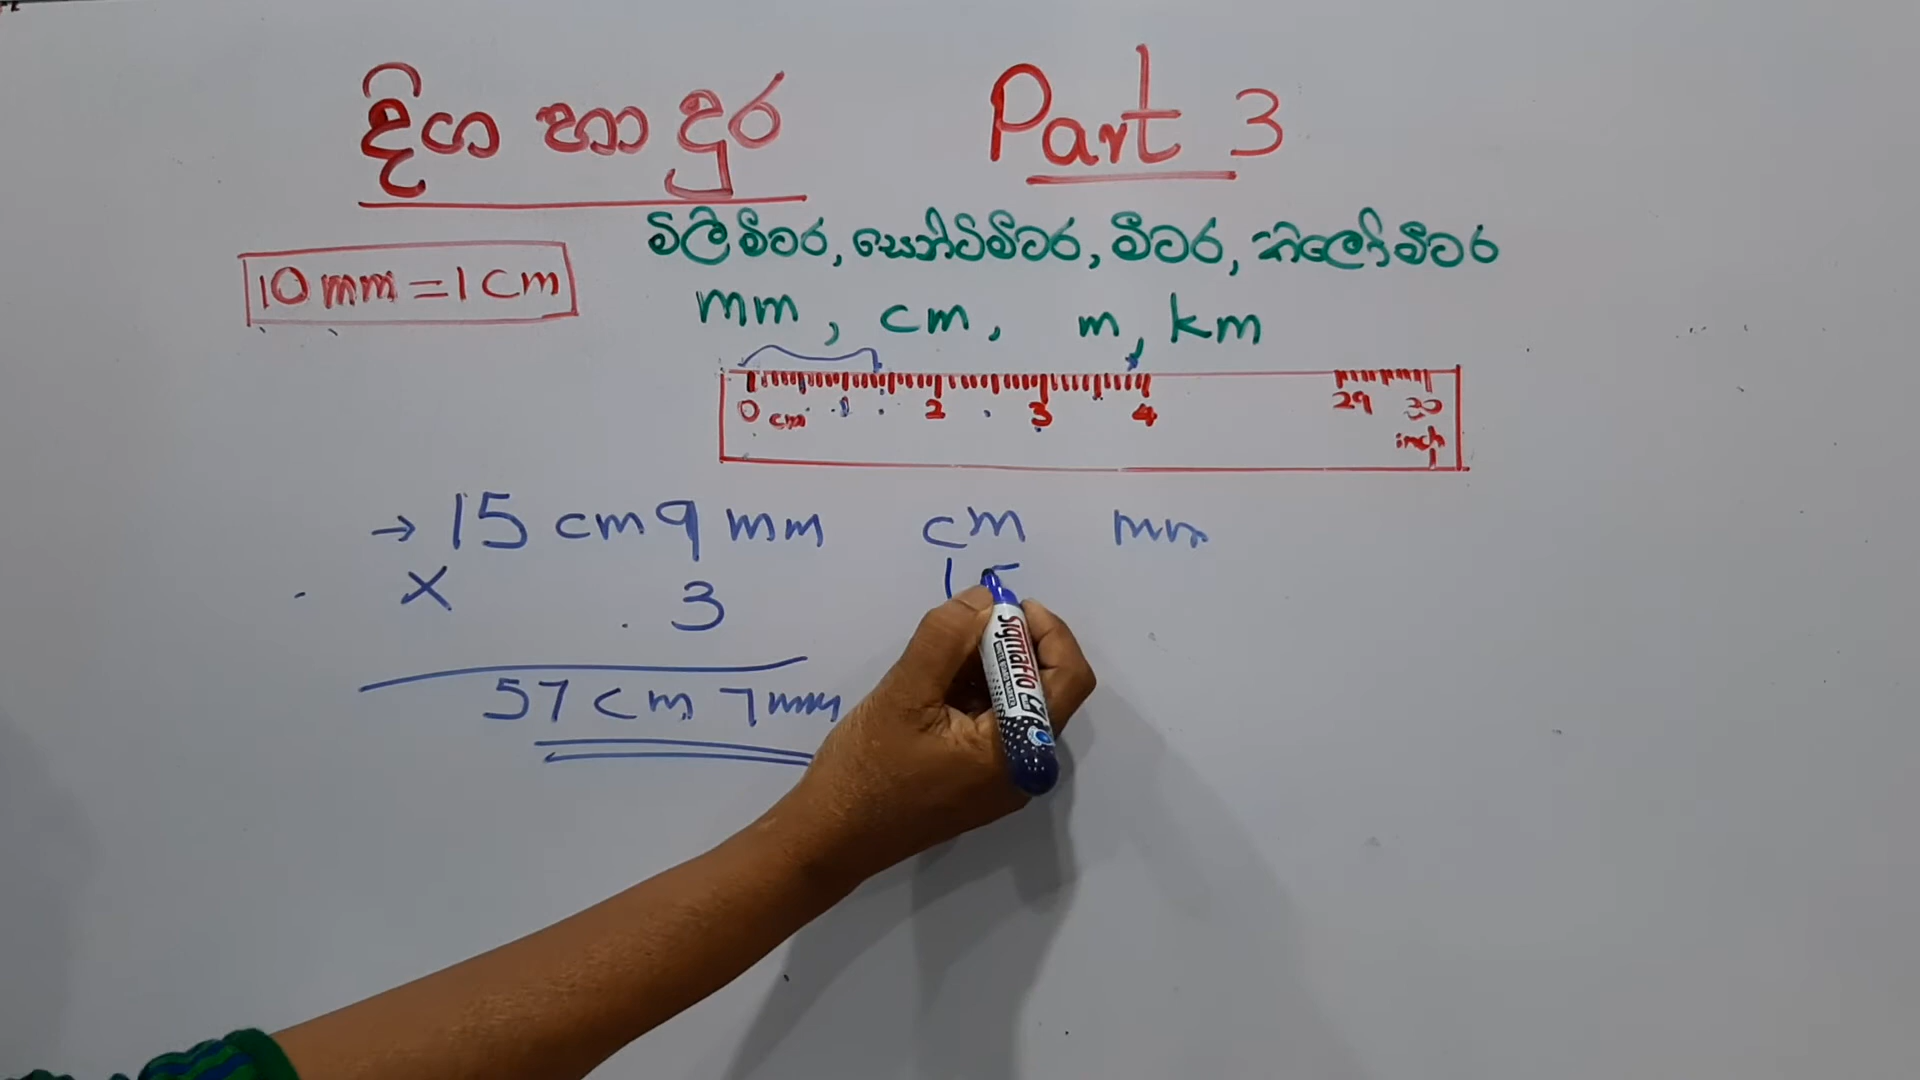 දිග හා දුර Part 3
මිලි මීටර, සෙන්ටිමීටර, මීටර, කිලෝමීටර
10 mm = 1 cm
mm, cm, m, km
0 cm 1 2 3 4 29 30
inch
→ 15 cm 9 mm cm mm
× 3 15
57 cm 7 mm
sigmaflo